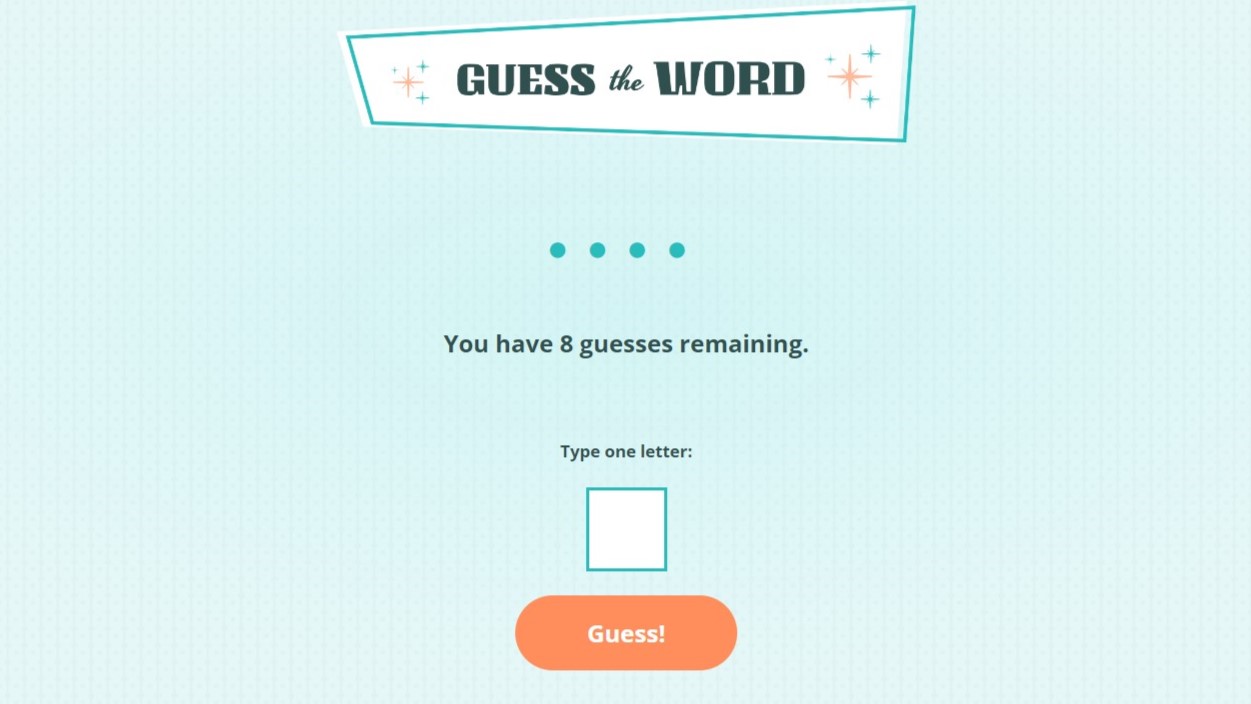 GUESS the WORD
● ● ● ●
You have 8 guesses remaining.
Type one letter:
Guess!